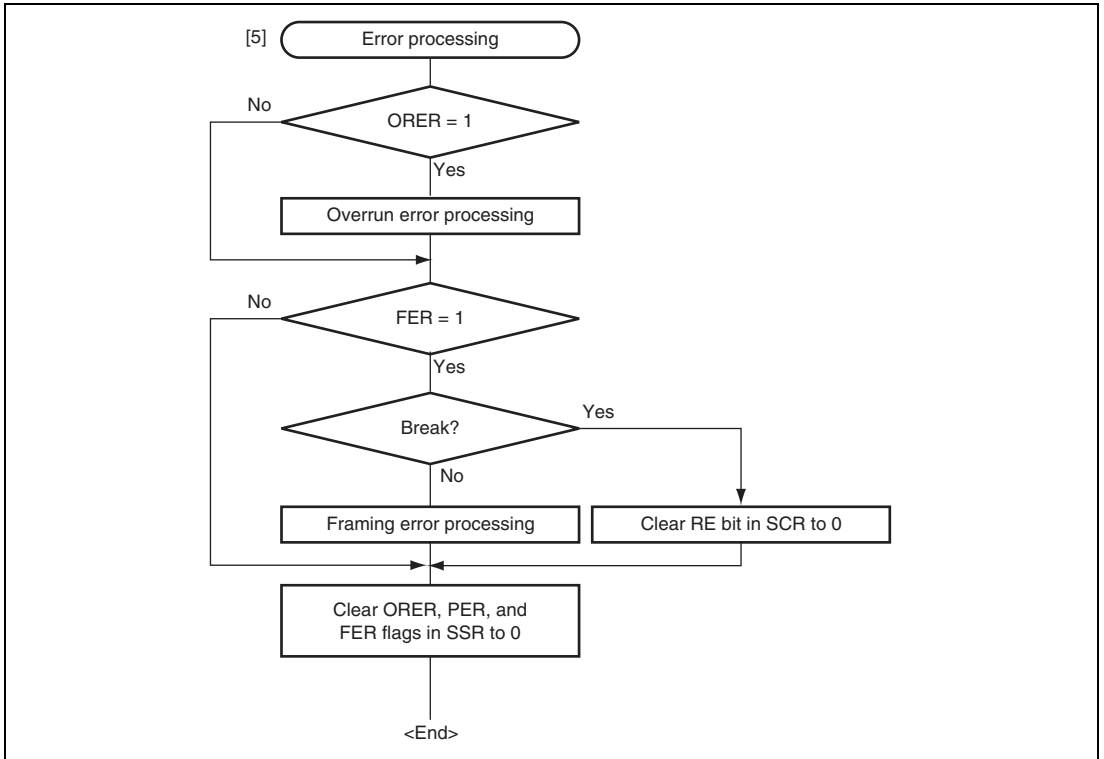 [5]
Error processing
No
ORER = 1
Yes
Overrun error processing
No
FER = 1
Yes
Break?
Yes
No
Framing error processing
Clear RE bit in SCR to 0
Clear ORER, PER, and
FER flags in SSR to 0
<End>